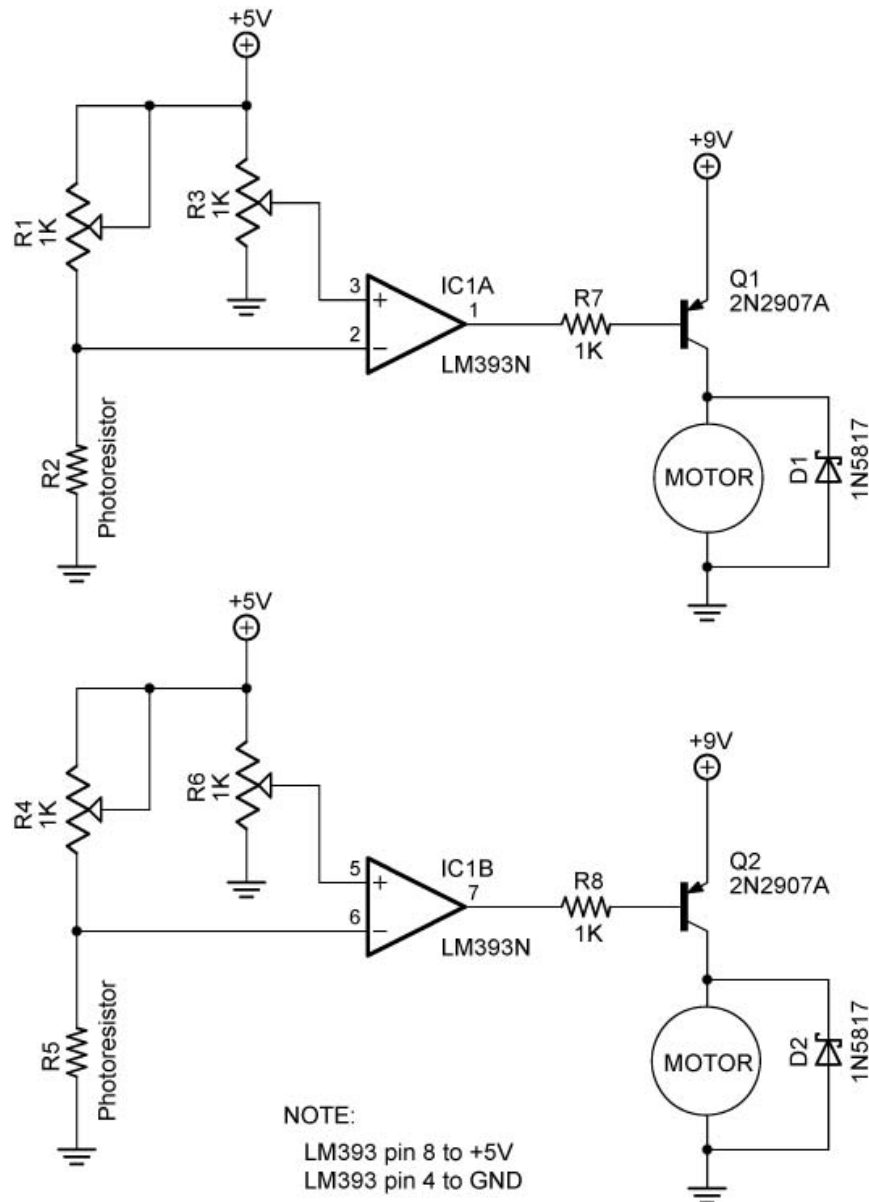 +5V
+9V
R1
1K
R3
1K
3
+
IC1A
1
2
−
LM393N
R7
1K
Q1
2N2907A
R2
Photoresistor
MOTOR
D1
1N5817
+5V
+9V
R4
1K
R6
1K
5
+
IC1B
7
6
−
LM393N
R8
1K
Q2
2N2907A
R5
Photoresistor
MOTOR
D2
1N5817
NOTE:
LM393 pin 8 to +5V
LM393 pin 4 to GND